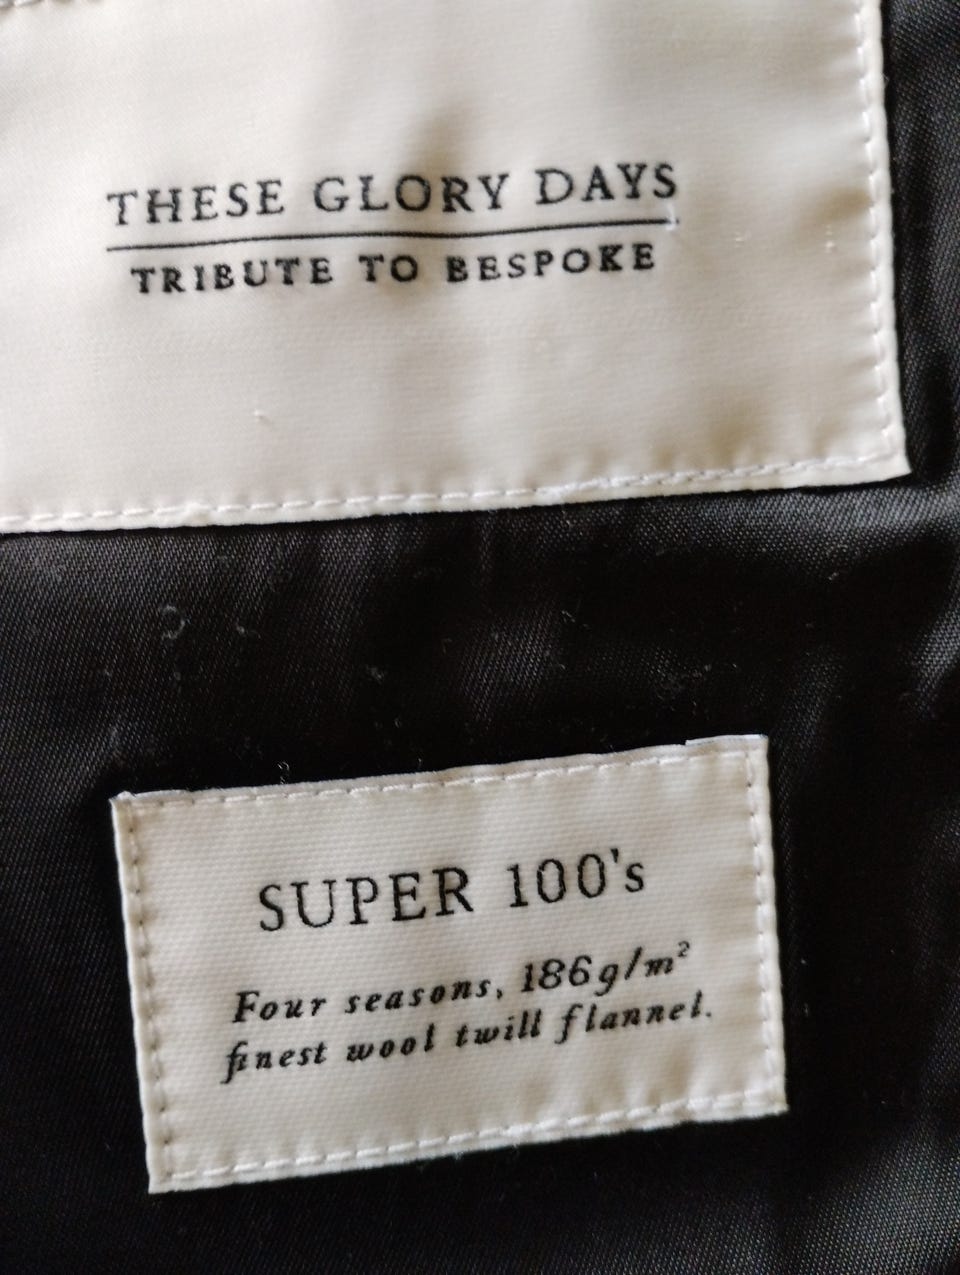 THESE GLORY DAYS
TRIBUTE TO BESPOKE
SUPER 100's
Four seasons, 186g/m²
finest wool twill flannel.